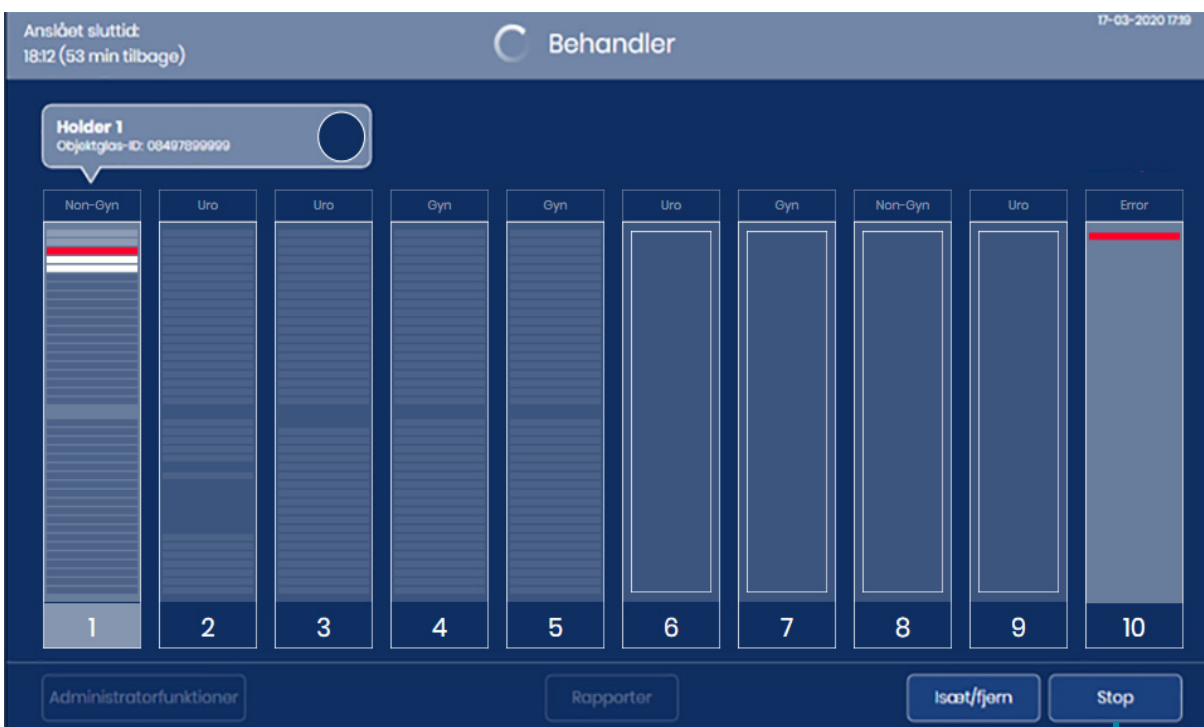 Anslået sluttid:
18:12 (53 min tilbage)
Behandler
17-03-2020 17:19
Holder 1
Objektglas-ID: 08497899999
Non-Gyn
Uro
Uro
Gyn
Gyn
Uro
Gyn
Non-Gyn
Uro
Error
1
2
3
4
5
6
7
8
9
10
Administratorfunktioner
Rapporter
Isæt/fjern
Stop